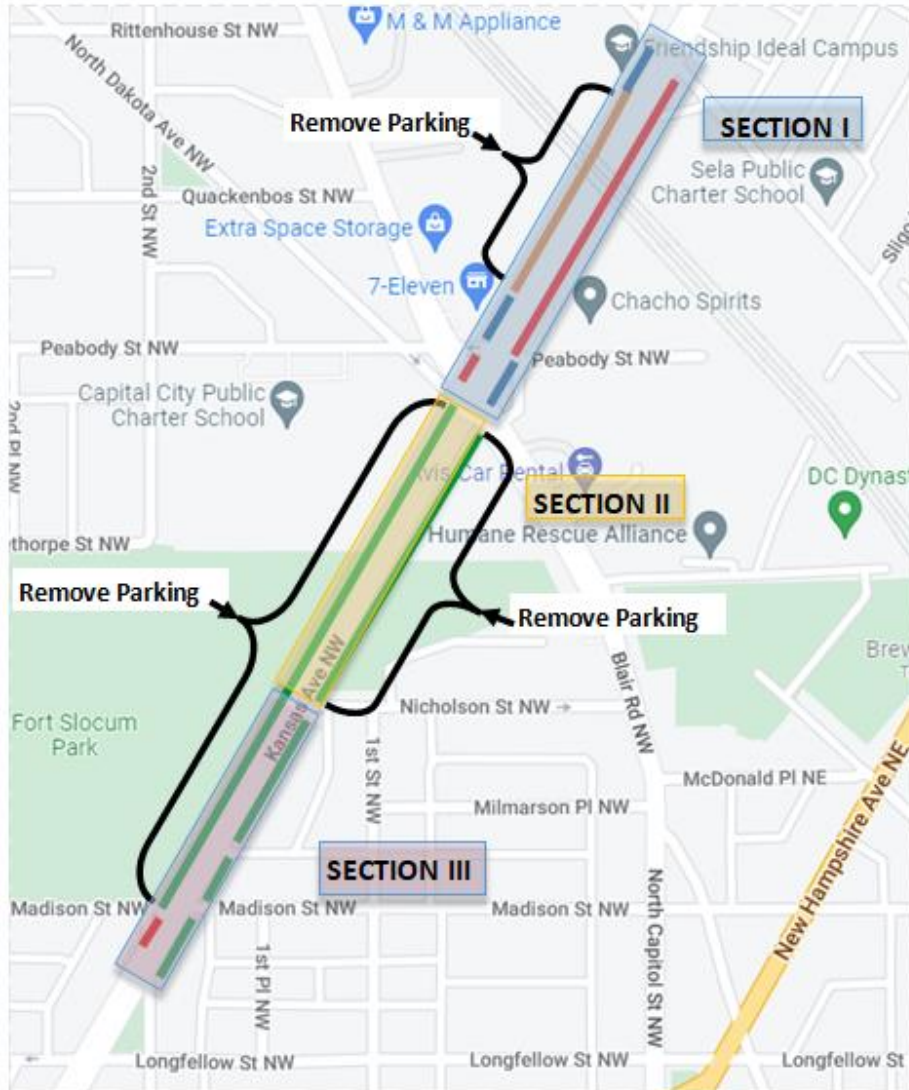 M & M Appliance
Rittenhouse St NW
North Dakota Ave NW
Friendship Ideal Campus
Remove Parking
SECTION I
2nd St NW
Sela Public
Charter School
Quackenbos St NW
Extra Space Storage
7-Eleven
Chacho Spirits
Peabody St NW
Peabody St NW
Capital City Public
Charter School
2nd Pl NW
Car Rental
DC Dynast
SECTION II
Humane Rescue Alliance
ethorpe St NW
Remove Parking
Remove Parking
Kansas Ave NW
Blair Rd NW
Brew
Nicholson St NW →
Fort Slocum
Park
1st St NW
McDonald Pl NE
Milmarson Pl NW
New Hampshire Ave NE
SECTION III
Madison St NW
Madison St NW
Madison St NW
1st Pl NW
North Capitol St NW
Longfellow St NW
Longfellow St NW
Longfellow St